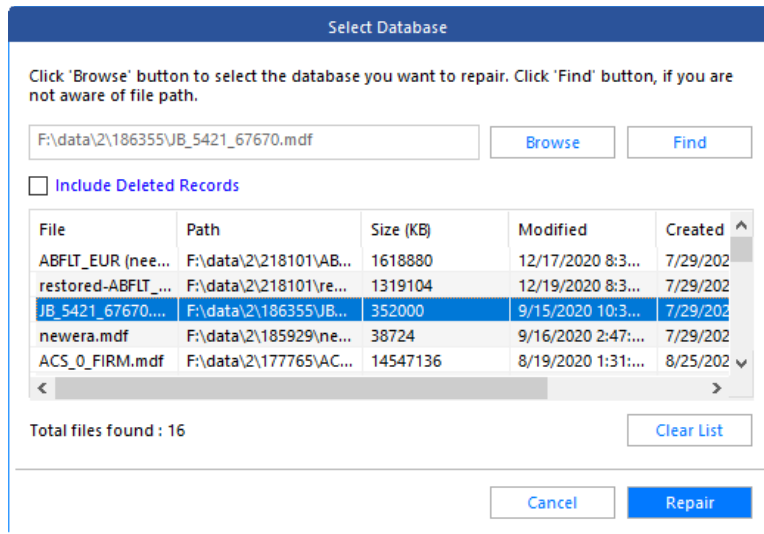 Select Database
Click 'Browse' button to select the database you want to repair. Click 'Find' button, if you are
not aware of file path.
F:\data\2\186355\JB_5421_67670.mdf Browse Find
Include Deleted Records
File Path Size (KB) Modified Created
ABFLT_EUR (nee... F:\data\2\218101\AB... 1618880 12/17/2020 8:3... 7/29/202
restored-ABFLT_... F:\data\2\218101\re... 1319104 12/19/2020 8:3... 7/29/202
JB_5421_67670.... F:\data\2\186355\JB... 352000 9/15/2020 10:3... 7/29/202
newera.mdf F:\data\2\185929\ne... 38724 9/16/2020 2:47:... 7/29/202
ACS_0_FIRM.mdf F:\data\2\177765\AC... 14547136 8/19/2020 1:31:... 8/25/202
Total files found : 16 Clear List
Cancel Repair